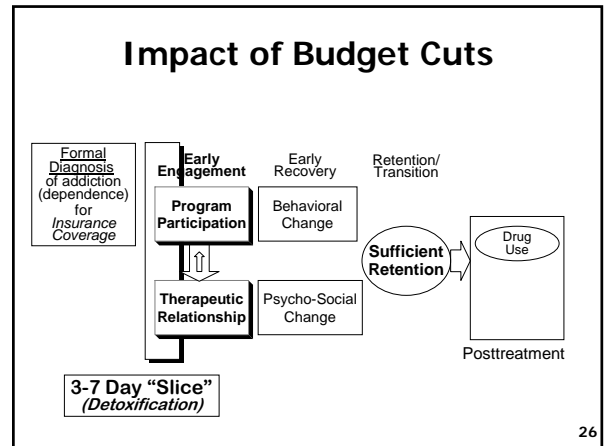 Impact of Budget Cuts
Formal
Diagnosis
of addiction
(dependence)
for
Insurance
Coverage
Early
Engagement
Early
Recovery
Retention/
Transition
Program
Participation
Behavioral
Change
Sufficient
Retention
Drug
Use
Therapeutic
Relationship
Psycho-Social
Change
Posttreatment
3-7 Day “Slice”
(Detoxification)
26